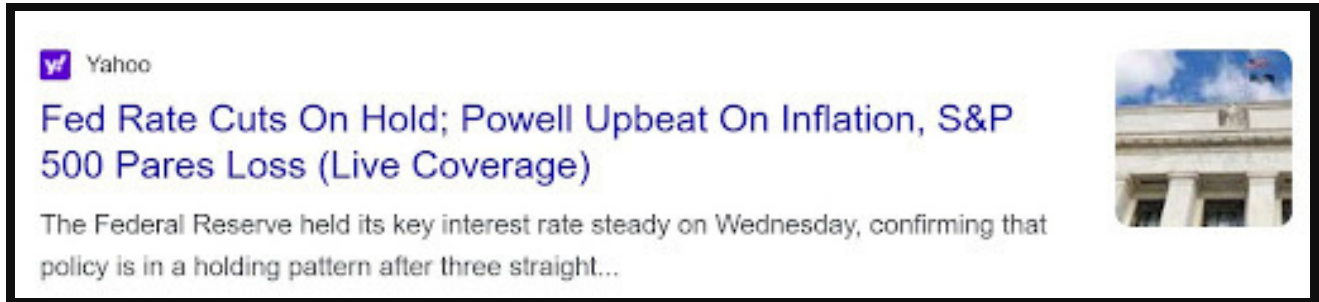 Yahoo
Fed Rate Cuts On Hold; Powell Upbeat On Inflation, S&P
500 Pares Loss (Live Coverage)
The Federal Reserve held its key interest rate steady on Wednesday, confirming that
policy is in a holding pattern after three straight...